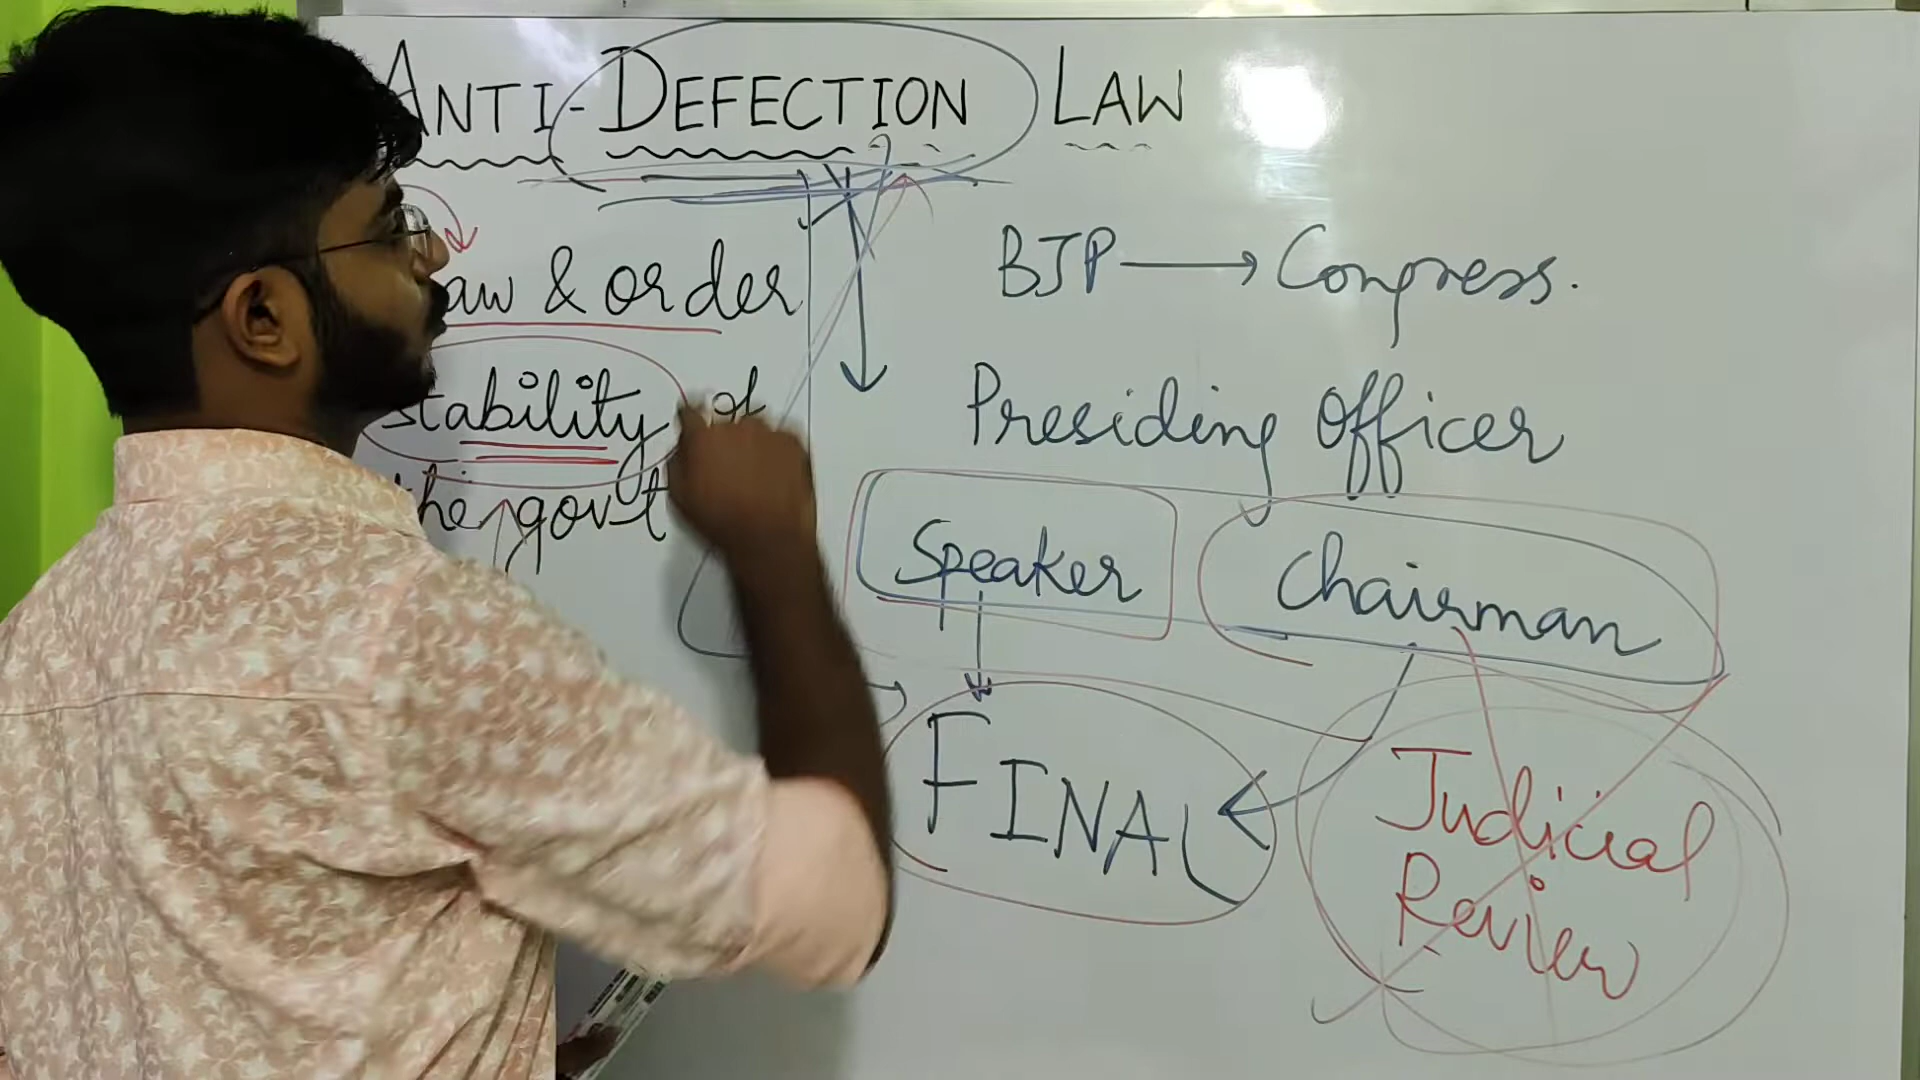 ANTI-DEFECTION LAW
aw & order
stability of
the govt
BJP → Congress.
Presiding Officer
Speaker
Chairman
FINAL
Judicial
Review